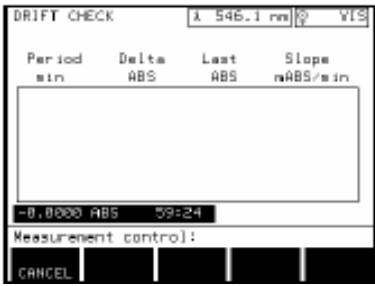 DRIFT CHECK λ 546.1 nm VIS
Period Delta Last Slope
min ABS ABS mABS/min
-0.0000 ABS 59:24
Measurement control:
CANCEL